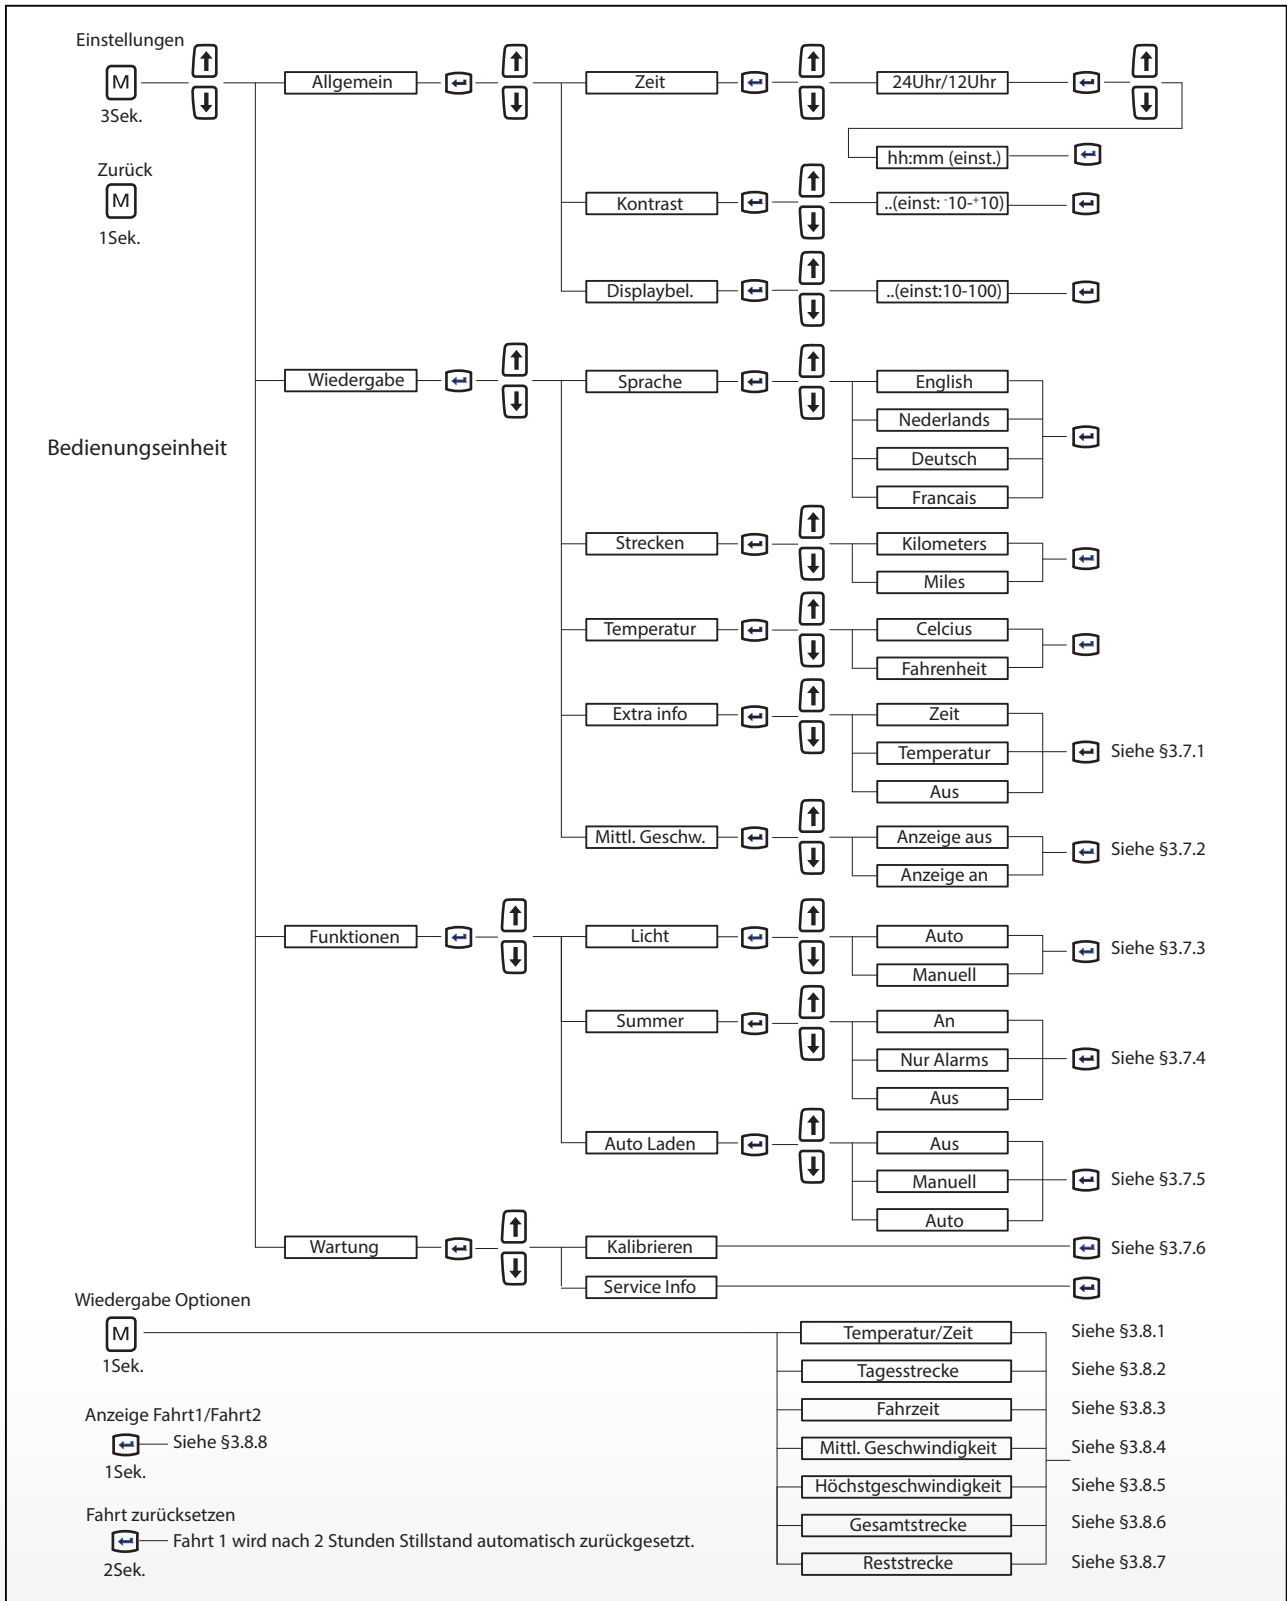 Einstellungen
M
3Sek.
Allgemein
Zeit
24Uhr/12Uhr
hh:mm (einst.)
Zurück
M
1Sek.
Kontrast
..(einst: -10-+10)
Displaybel.
..(einst:10-100)
Bedienungseinheit
Wiedergabe
Sprache
English
Nederlands
Deutsch
Francais
Strecken
Kilometers
Miles
Temperatur
Celcius
Fahrenheit
Extra info
Zeit
Temperatur
Aus
Siehe §3.7.1
Mittl. Geschw.
Anzeige aus
Anzeige an
Siehe §3.7.2
Funktionen
Licht
Auto
Manuell
Siehe §3.7.3
Summer
An
Nur Alarms
Aus
Siehe §3.7.4
Auto Laden
Aus
Manuell
Auto
Siehe §3.7.5
Wartung
Kalibrieren
Siehe §3.7.6
Service Info
Wiedergabe Optionen
M
1Sek.
Temperatur/Zeit
Siehe §3.8.1
Tagesstrecke
Siehe §3.8.2
Fahrzeit
Siehe §3.8.3
Mittl. Geschwindigkeit
Siehe §3.8.4
Höchstgeschwindigkeit
Siehe §3.8.5
Gesamtstrecke
Siehe §3.8.6
Reststrecke
Siehe §3.8.7
Anzeige Fahrt1/Fahrt2
Siehe §3.8.8
1Sek.
Fahrt zurücksetzen
Fahrt 1 wird nach 2 Stunden Stillstand automatisch zurückgesetzt.
2Sek.